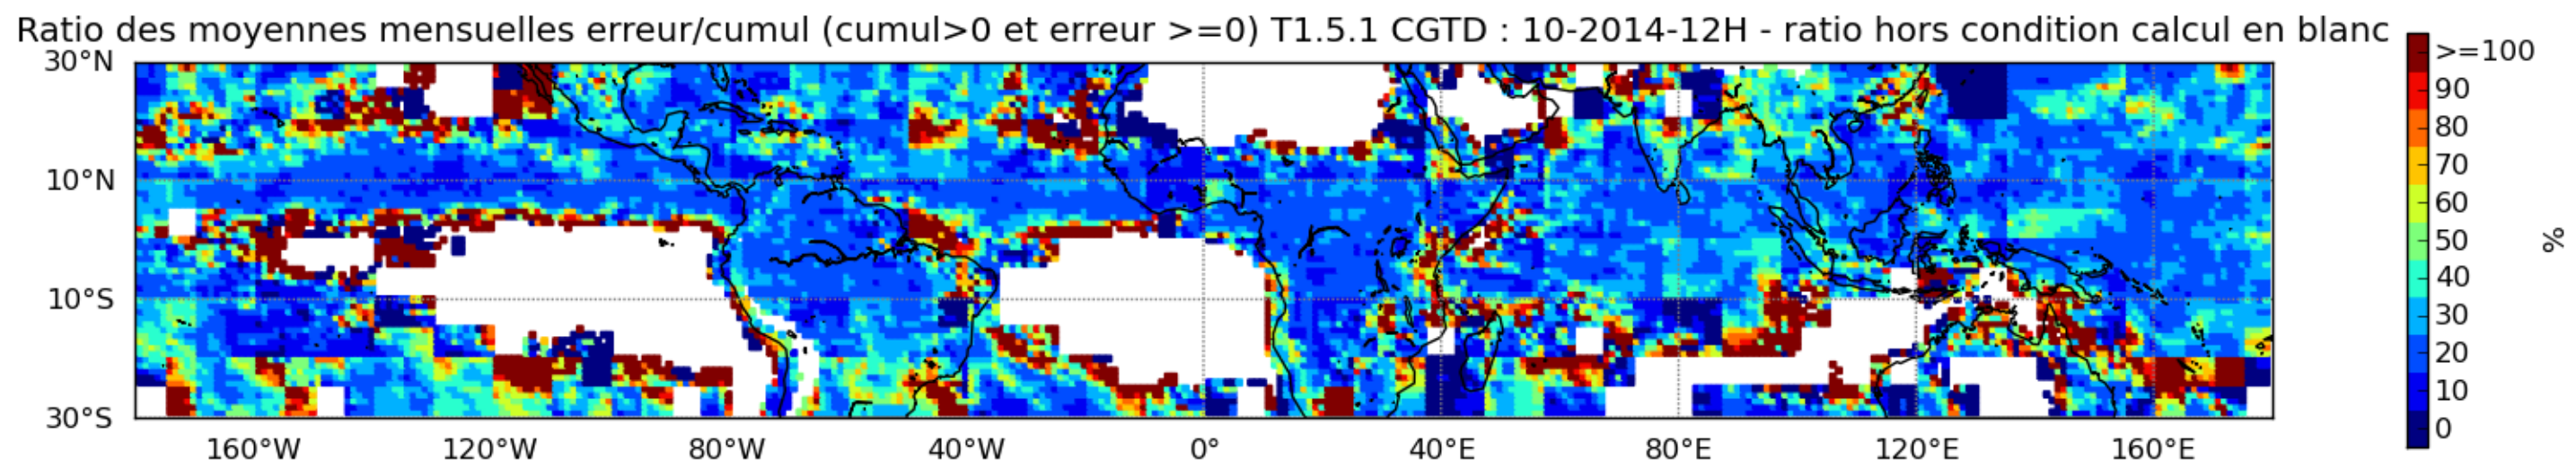 Ratio des moyennes mensuelles erreur/cumul (cumul>0 et erreur >=0) T1.5.1 CGTD : 10-2014-12H - ratio hors condition calcul en blanc
30°N
10°N
10°S
30°S
160°W 120°W 80°W 40°W 0° 40°E 80°E 120°E 160°E
>=100
90
80
70
60
50
40
30
20
10
0
%